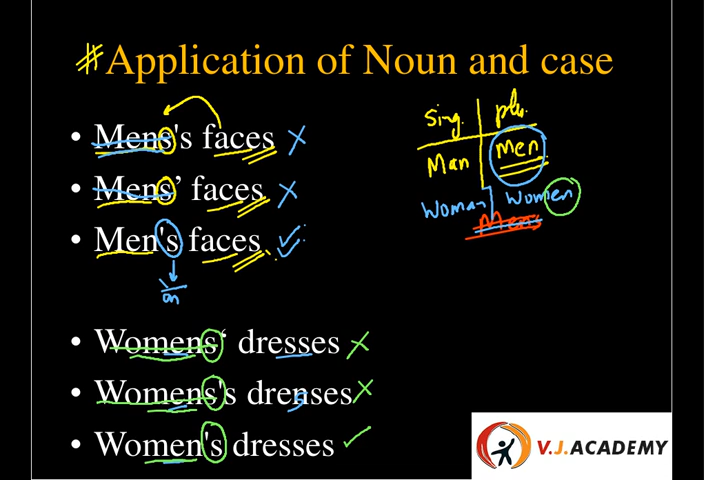 #Application of Noun and case
Sing. plu.
• Mens's faces ×
Man Men
• Mens' faces ×
Woman Women
Mens
• Men's faces ✓
• Womens‘ dresses ×
• Womens's drenses ×
s
• Women's dresses ✓
V.J.ACADEMY